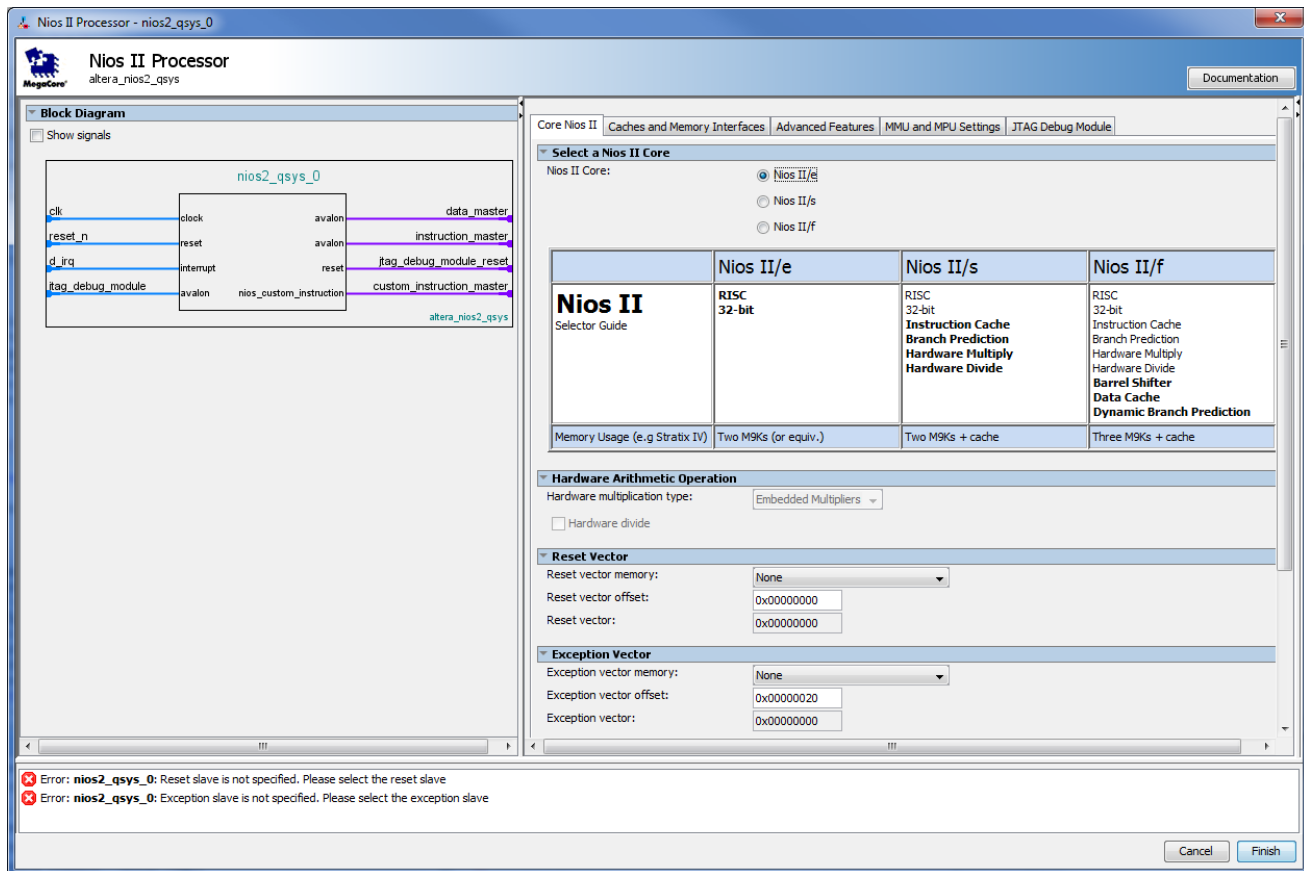 Nios II Processor - nios2_qsys_0
x
MegaCore®
Nios II Processor
altera_nios2_qsys
Documentation
Block Diagram
Show signals
nios2_qsys_0
clk
clock
avalon
data_master
reset_n
reset
avalon
instruction_master
d_irq
interrupt
reset
jtag_debug_module_reset
jtag_debug_module
avalon
nios_custom_instruction
custom_instruction_master
altera_nios2_qsys
Core Nios II
Caches and Memory Interfaces
Advanced Features
MMU and MPU Settings
JTAG Debug Module
Select a Nios II Core
Nios II Core:
Nios II/e
Nios II/s
Nios II/f
Nios II/e
Nios II/s
Nios II/f
Nios II
Selector Guide
RISC
32-bit
RISC
32-bit
Instruction Cache
Branch Prediction
Hardware Multiply
Hardware Divide
RISC
32-bit
Instruction Cache
Branch Prediction
Hardware Multiply
Hardware Divide
Barrel Shifter
Data Cache
Dynamic Branch Prediction
Memory Usage (e.g Stratix IV)
Two M9Ks (or equiv.)
Two M9Ks + cache
Three M9Ks + cache
Hardware Arithmetic Operation
Hardware multiplication type:
Embedded Multipliers
Hardware divide
Reset Vector
Reset vector memory:
None
Reset vector offset:
0x00000000
Reset vector:
0x00000000
Exception Vector
Exception vector memory:
None
Exception vector offset:
0x00000020
Exception vector:
0x00000000
Error: nios2_qsys_0: Reset slave is not specified. Please select the reset slave
Error: nios2_qsys_0: Exception slave is not specified. Please select the exception slave
Cancel
Finish